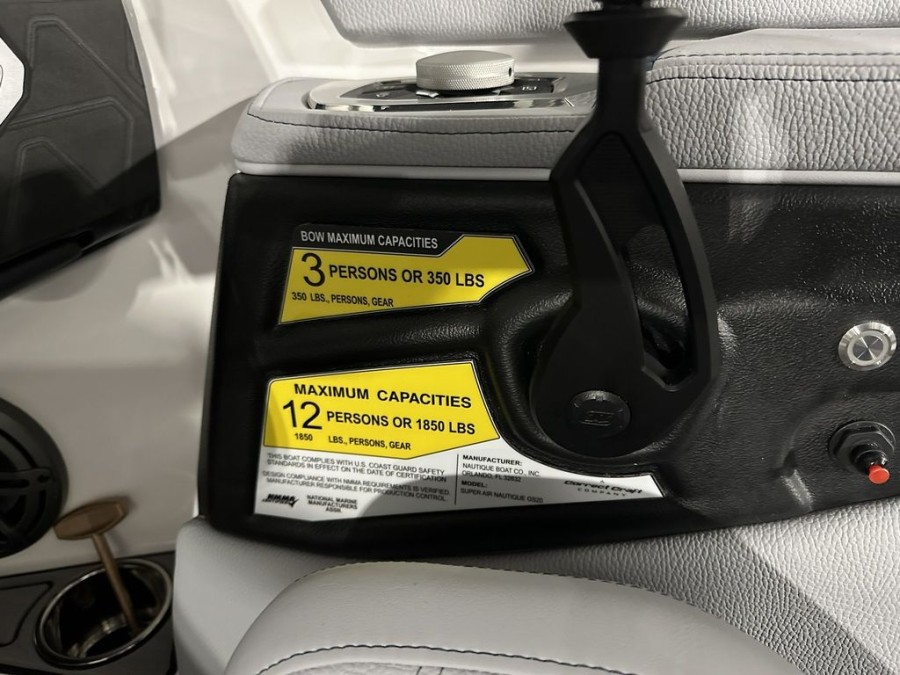 BOW MAXIMUM CAPACITIES
3 PERSONS OR 350 LBS
350 LBS., PERSONS, GEAR
MAXIMUM CAPACITIES
12 PERSONS OR 1850 LBS
1850 LBS., PERSONS, GEAR
THIS BOAT COMPLIES WITH U.S. COAST GUARD SAFETY
STANDARDS IN EFFECT ON THE DATE OF CERTIFICATION
DESIGN COMPLIANCE WITH NMMA REQUIREMENTS IS VERIFIED.
MANUFACTURER RESPONSIBLE FOR PRODUCTION CONTROL.
NMMA
NATIONAL MARINE
MANUFACTURERS
ASSN.
MANUFACTURER:
NAUTIQUE BOAT CO., INC.
ORLANDO, FL 32832
MODEL:
SUPER AIR NAUTIQUE
Correct Craft
COMPANY